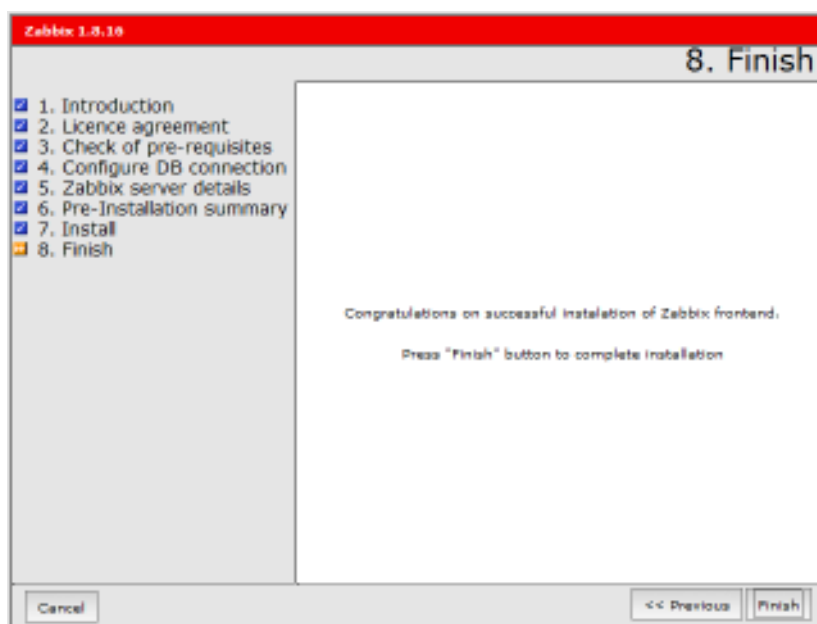 Zabbix 1.8.16
8. Finish
1. Introduction
2. Licence agreement
3. Check of pre-requisites
4. Configure DB connection
5. Zabbix server details
6. Pre-Installation summary
7. Install
8. Finish
Congratulations on successful instalation of Zabbix frontend.
Press "Finish" button to complete installation
Cancel
<< Previous
Finish